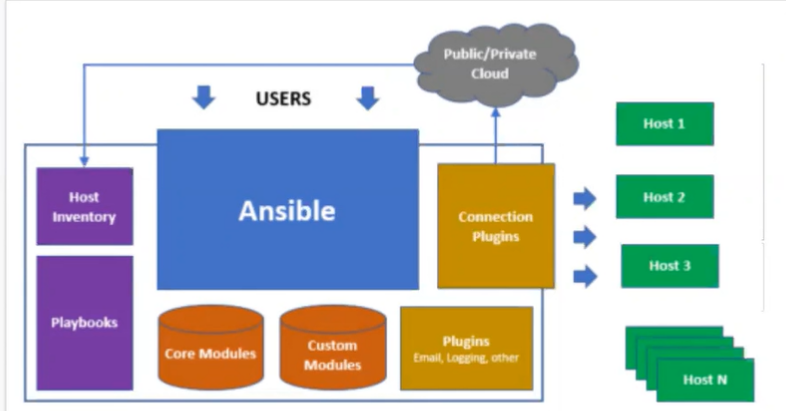 Public/Private
Cloud
USERS
Host 1
Host
Inventory
Ansible
Connection
Plugins
Host 2
Host 3
Playbooks
Core Modules
Custom
Modules
Plugins
Email, Logging, other
Host N